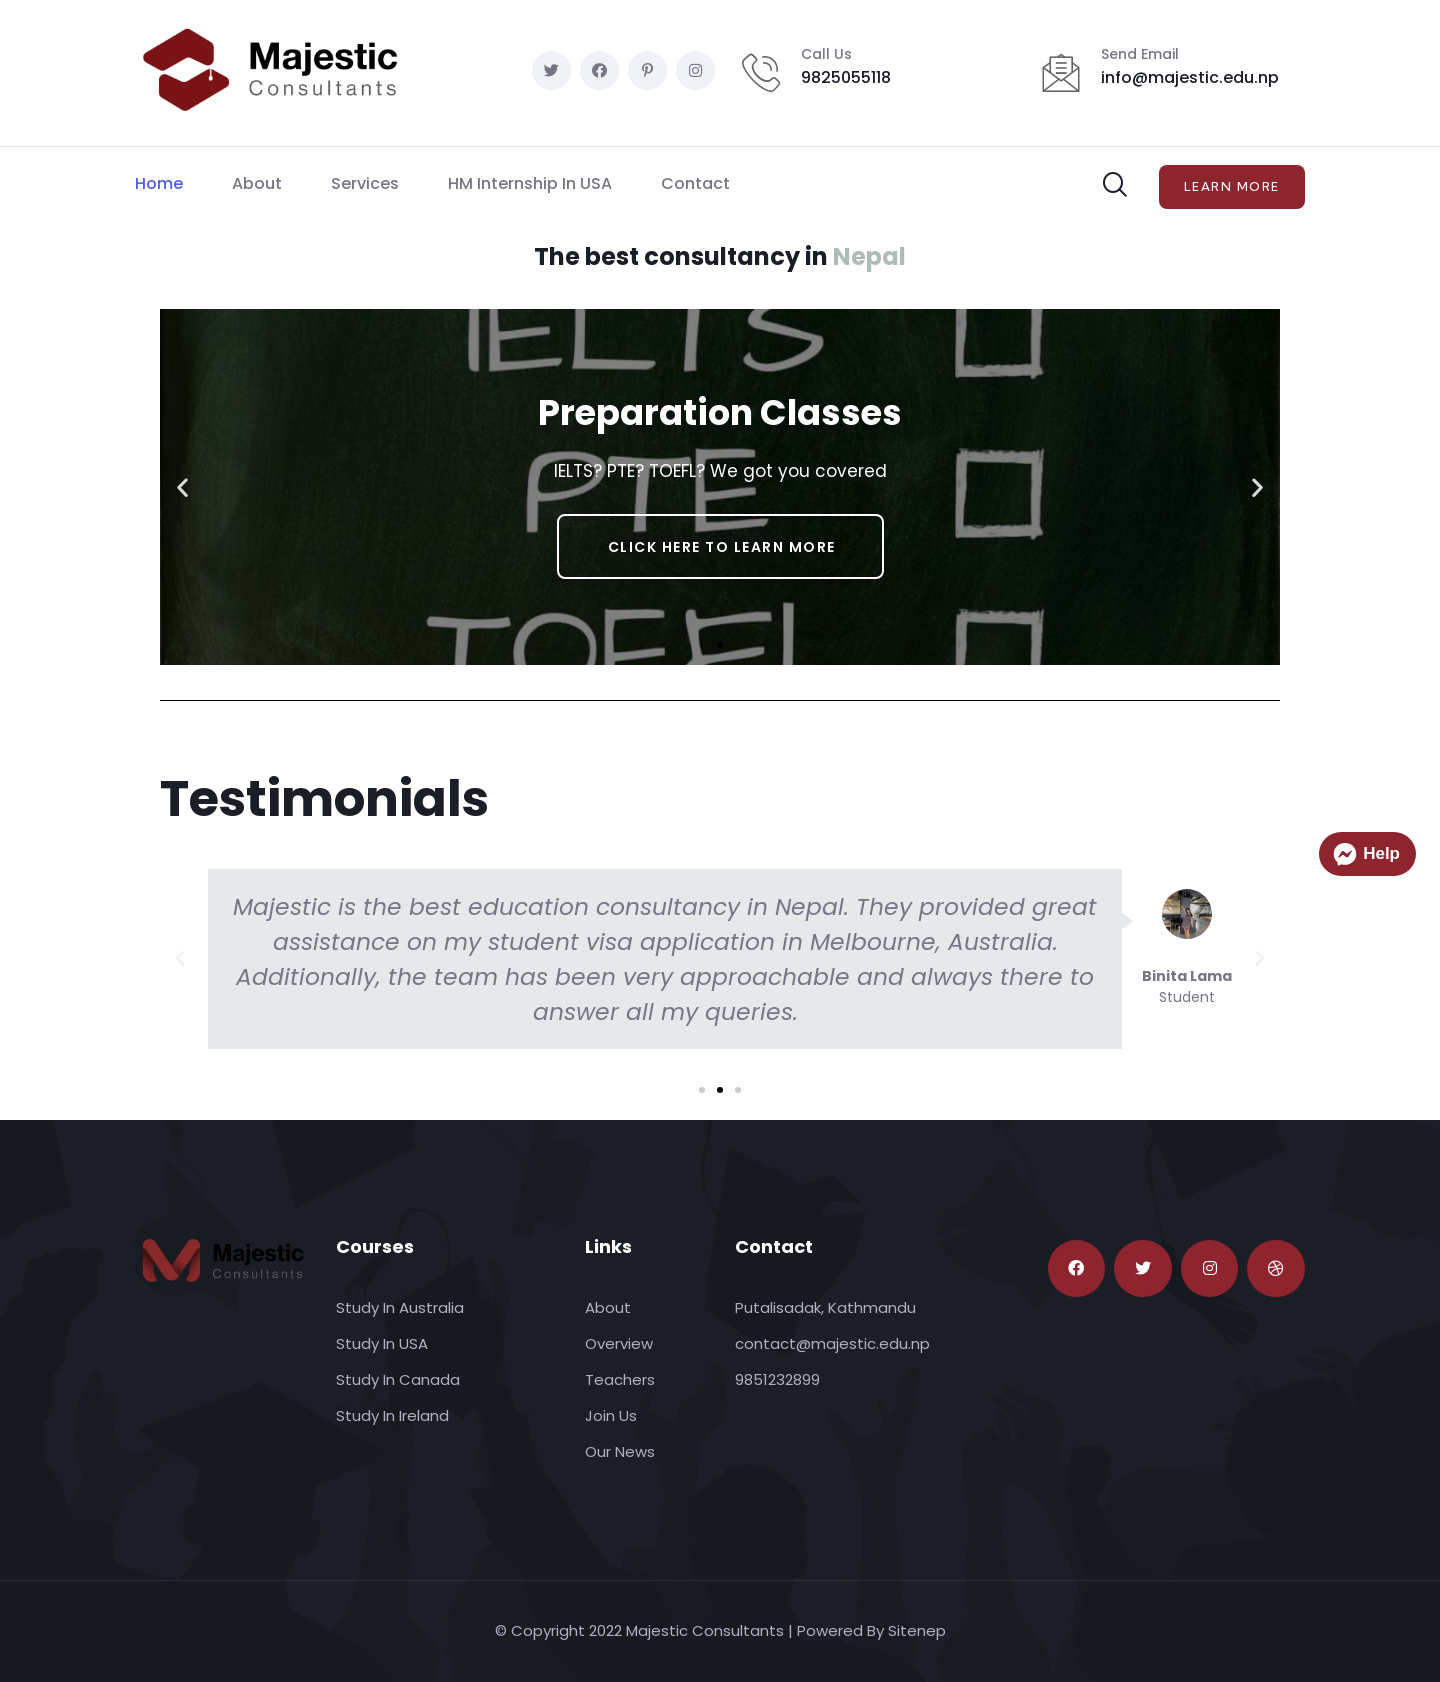 Majestic
Consultants
Call Us
9825055118
Send Email
info@majestic.edu.np
Home
About
Services
HM Internship In USA
Contact
LEARN MORE
The best consultancy in Nepal
IELTS
Preparation Classes
IELTS? PTE? TOEFL? We got you covered
PTE
CLICK HERE TO LEARN MORE
TOEFL
Testimonials
Help
Majestic is the best education consultancy in Nepal. They provided great
assistance on my student visa application in Melbourne, Australia.
Additionally, the team has been very approachable and always there to
answer all my queries.
Binita Lama
Student
Majestic
Consultants
Courses
Study In Australia
Study In USA
Study In Canada
Study In Ireland
Links
About
Overview
Teachers
Join Us
Our News
Contact
Putalisadak, Kathmandu
contact@majestic.edu.np
9851232899
© Copyright 2022 Majestic Consultants | Powered By Sitenep